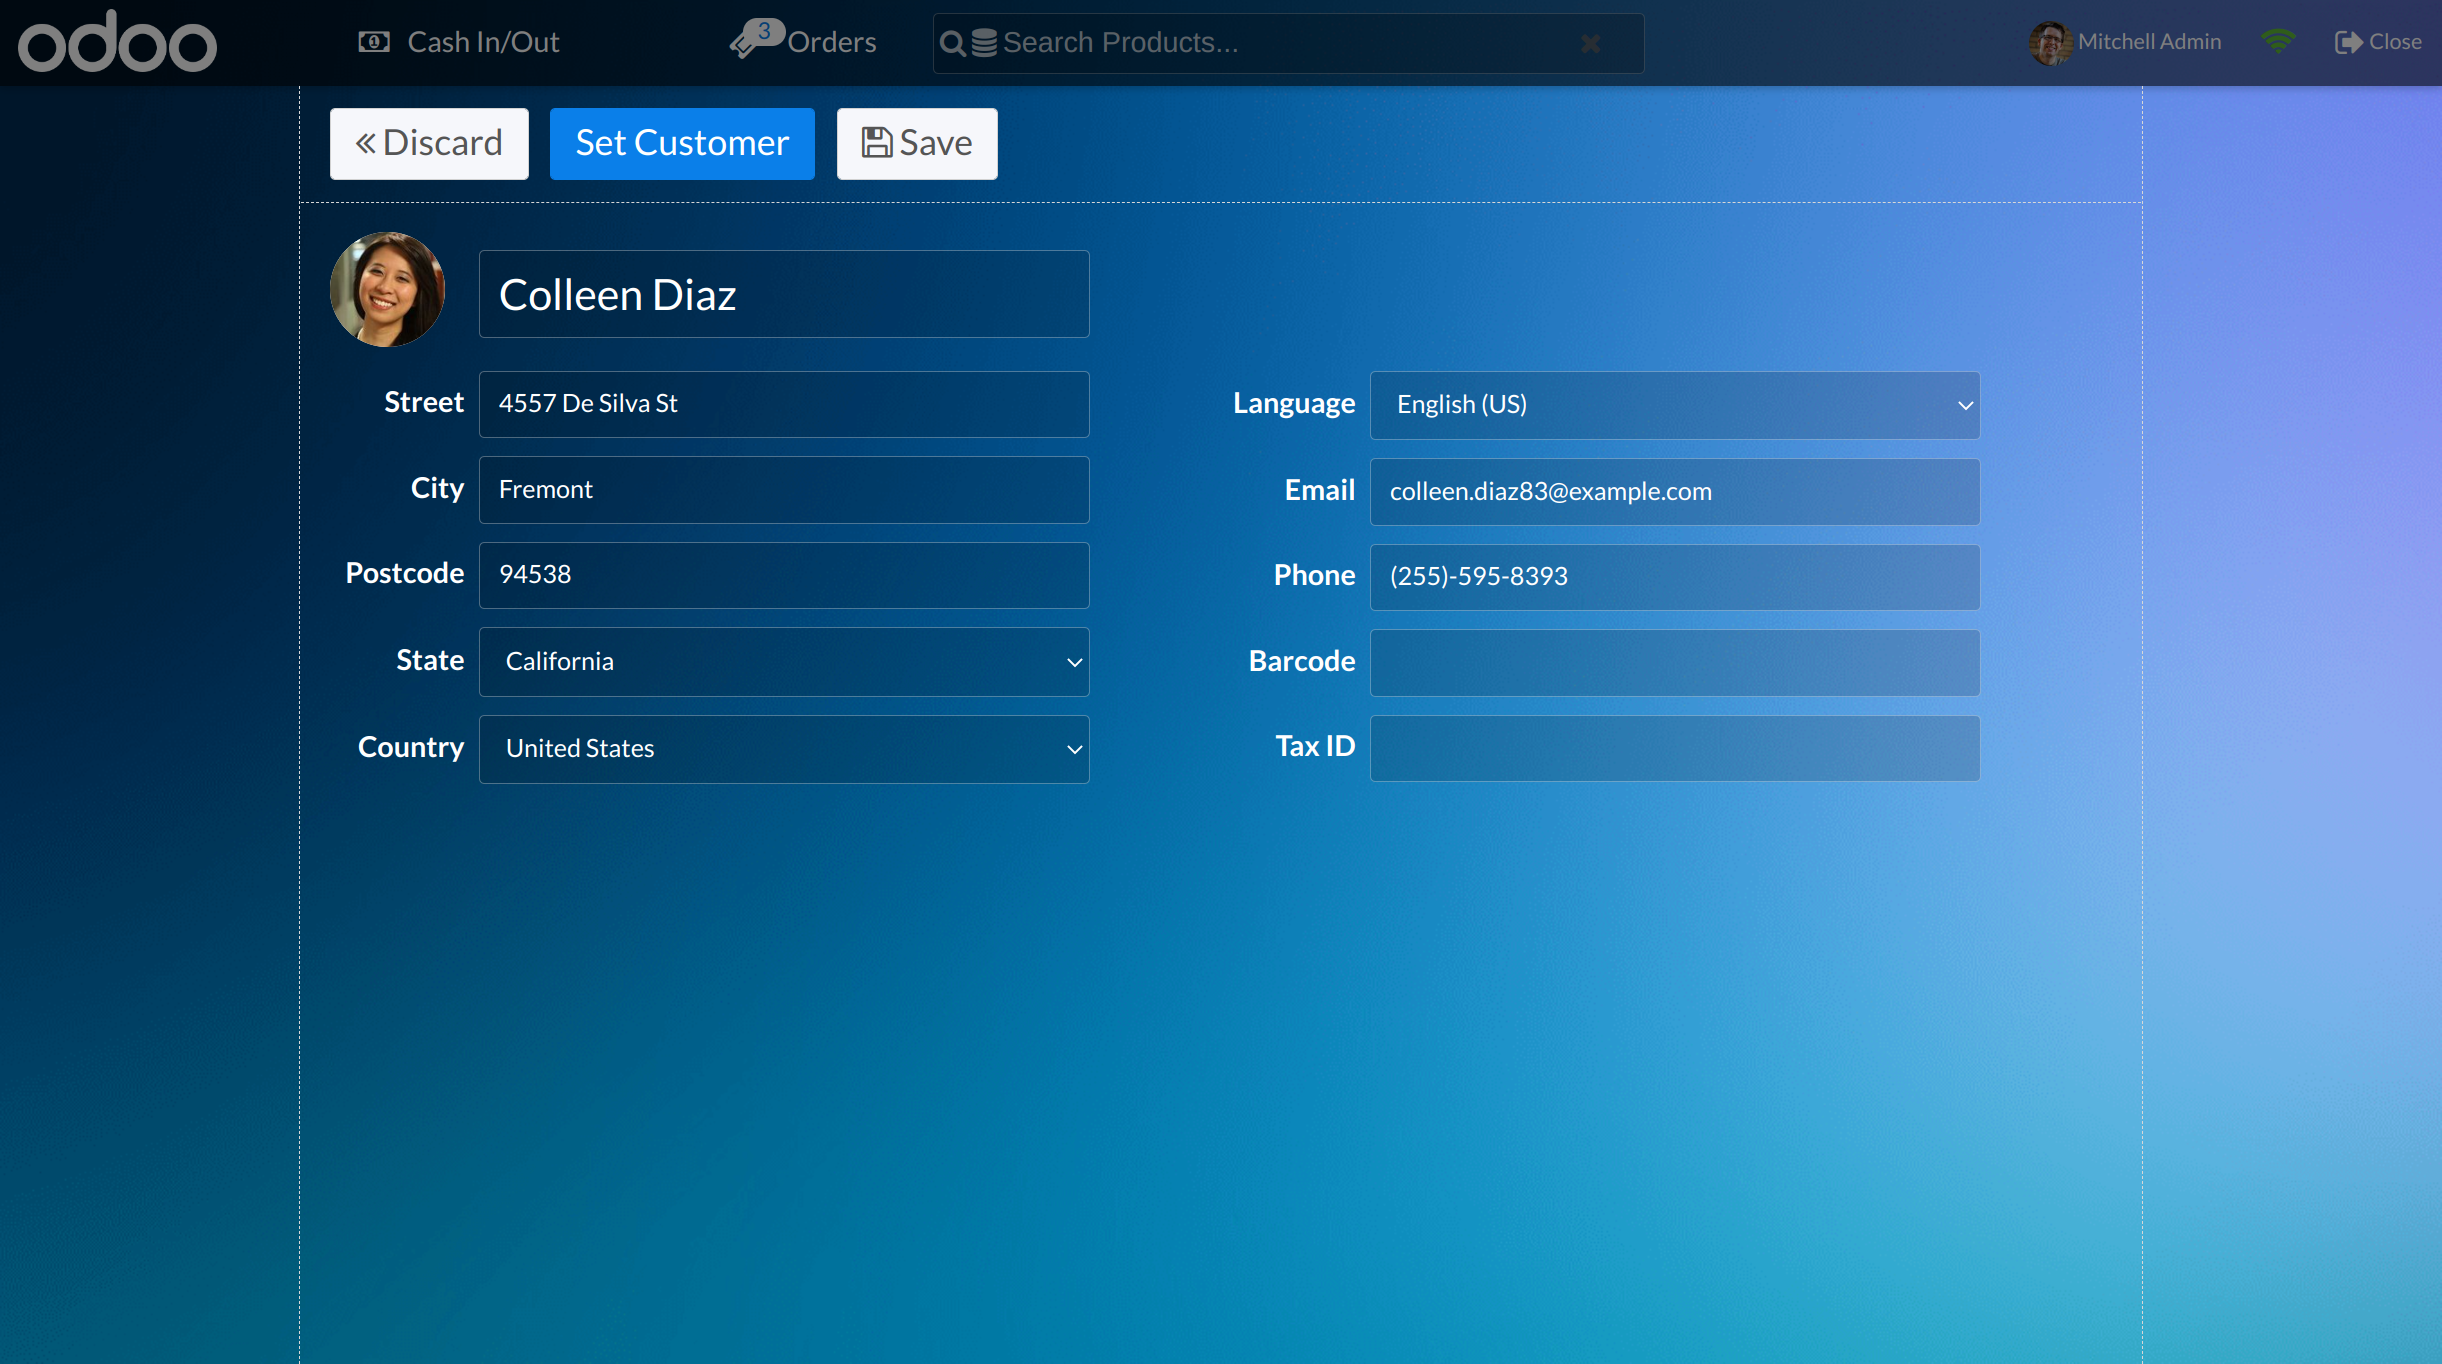 odoo
Cash In/Out
3
Orders
Search Products...
Mitchell Admin
Close
Discard
Set Customer
Save
Colleen Diaz
Street
4557 De Silva St
Language
English (US)
City
Fremont
Email
colleen.diaz83@example.com
Postcode
94538
Phone
(255)-595-8393
State
California
Barcode
Country
United States
Tax ID